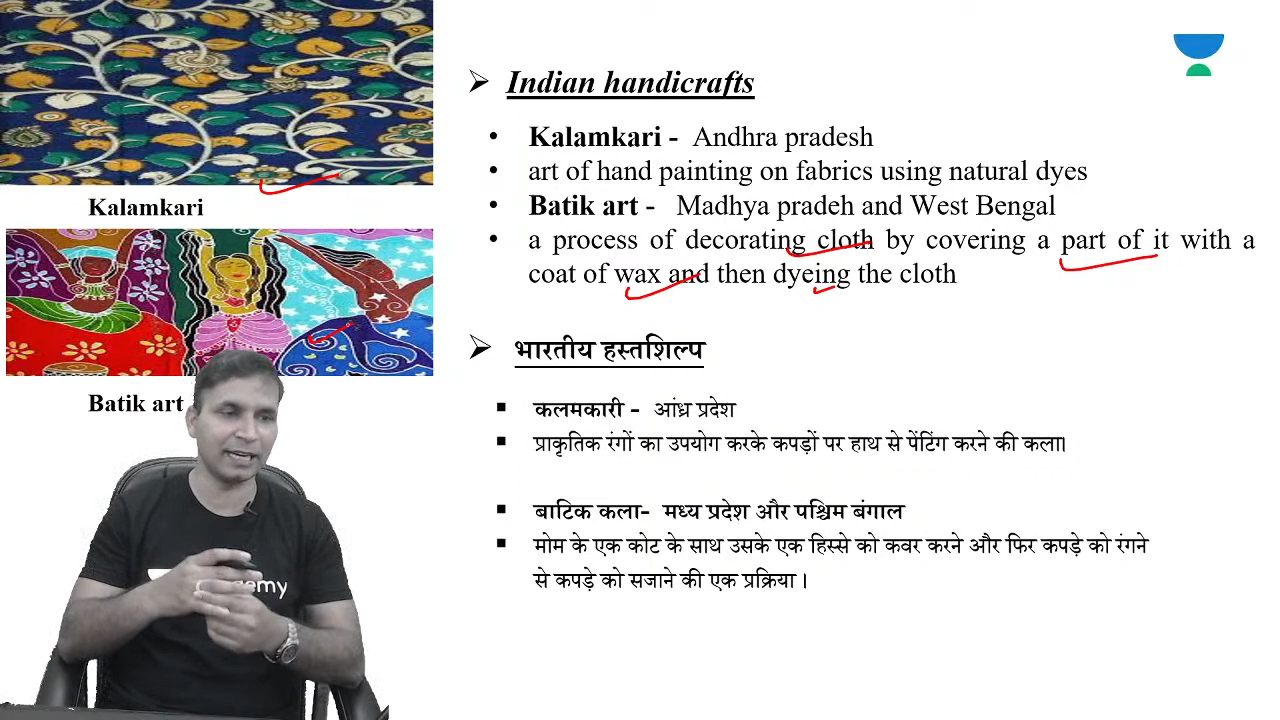 Kalamkari
Batik art
➢ Indian handicrafts
• Kalamkari - Andhra pradesh
• art of hand painting on fabrics using natural dyes
• Batik art - Madhya pradeh and West Bengal
• a process of decorating cloth by covering a part of it with a
coat of wax and then dyeing the cloth
➢ भारतीय हस्तशिल्प
▪ कलमकारी - आंध्र प्रदेश
▪ प्राकृतिक रंगों का उपयोग करके कपड़ों पर हाथ से पेंटिंग करने की कला।
▪ बाटिक कला- मध्य प्रदेश और पश्चिम बंगाल
▪ मोम के एक कोट के साथ उसके एक हिस्से को कवर करने और फिर कपड़े को रंगने
से कपड़े को सजाने की एक प्रक्रिया।